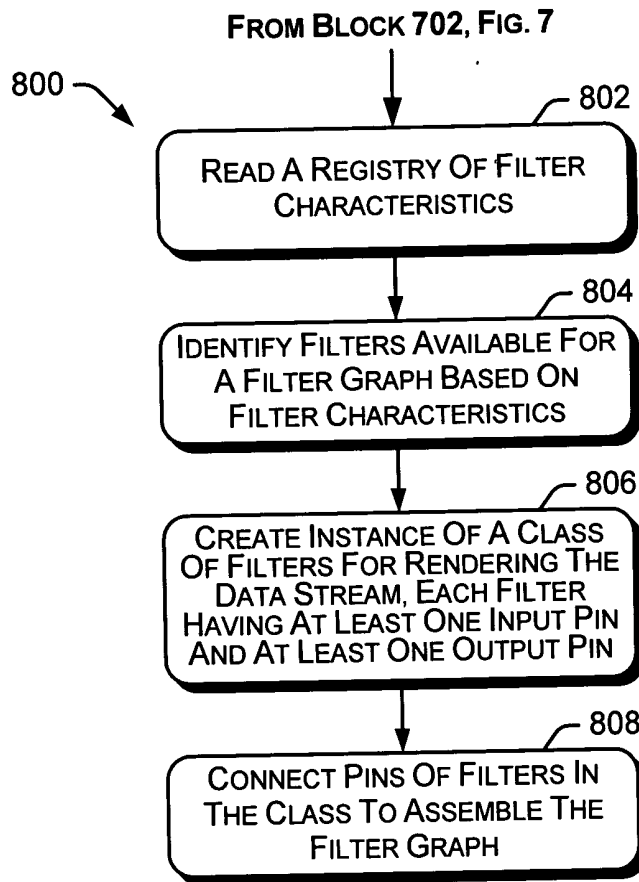 FROM BLOCK 702, FIG. 7
800
802
READ A REGISTRY OF FILTER
CHARACTERISTICS
804
IDENTIFY FILTERS AVAILABLE FOR
A FILTER GRAPH BASED ON
FILTER CHARACTERISTICS
806
CREATE INSTANCE OF A CLASS
OF FILTERS FOR RENDERING THE
DATA STREAM, EACH FILTER
HAVING AT LEAST ONE INPUT PIN
AND AT LEAST ONE OUTPUT PIN
808
CONNECT PINS OF FILTERS IN
THE CLASS TO ASSEMBLE THE
FILTER GRAPH